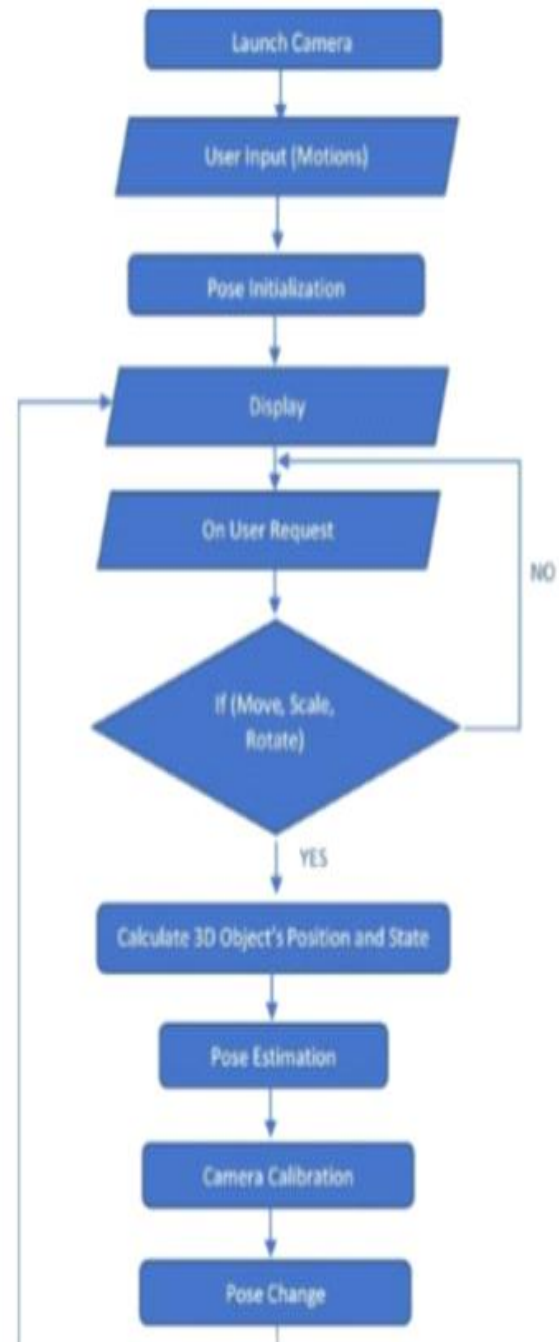 Launch Camera
User Input (Motions)
Pose Initialization
Display
On User Request
NO
If (Move, Scale,
Rotate)
YES
Calculate 3D Object's Position and State
Pose Estimation
Camera Calibration
Pose Change